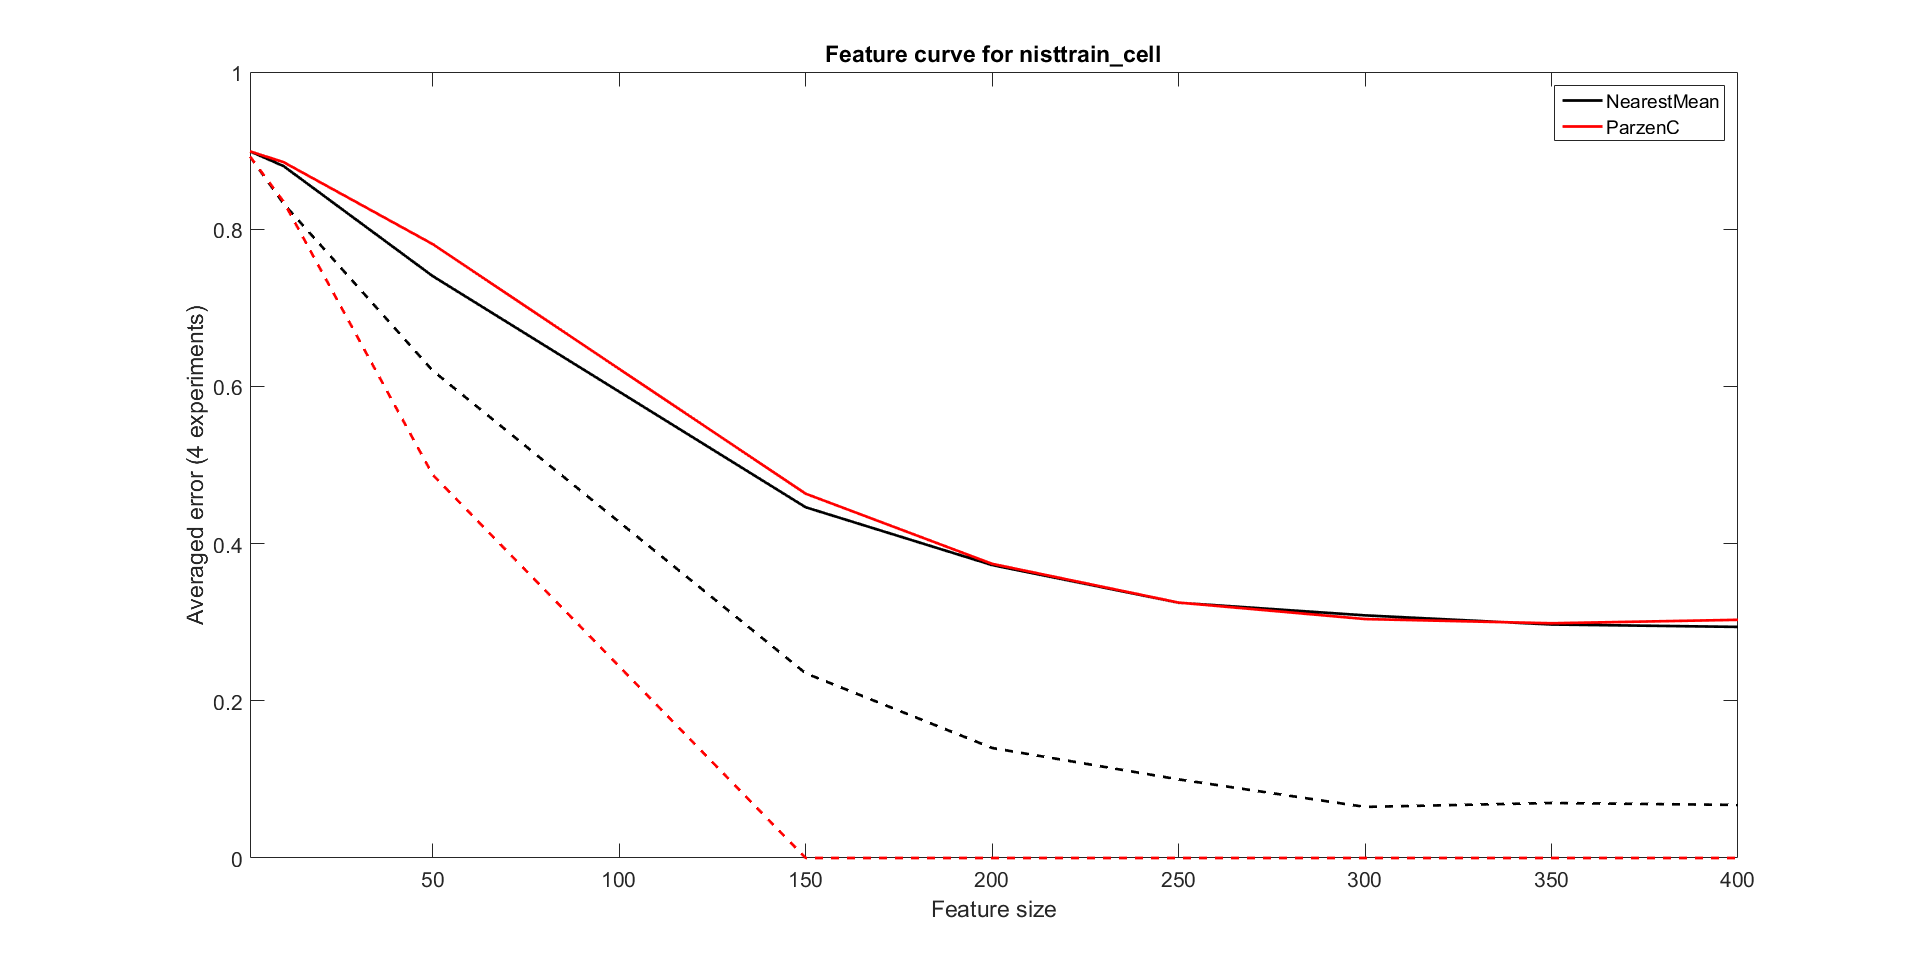 Feature curve for nisttrain_cell
1
0.8
0.6
0.4
0.2
0
Averaged error (4 experiments)
NearestMean
ParzenC
50 100 150 200 250 300 350 400
Feature size